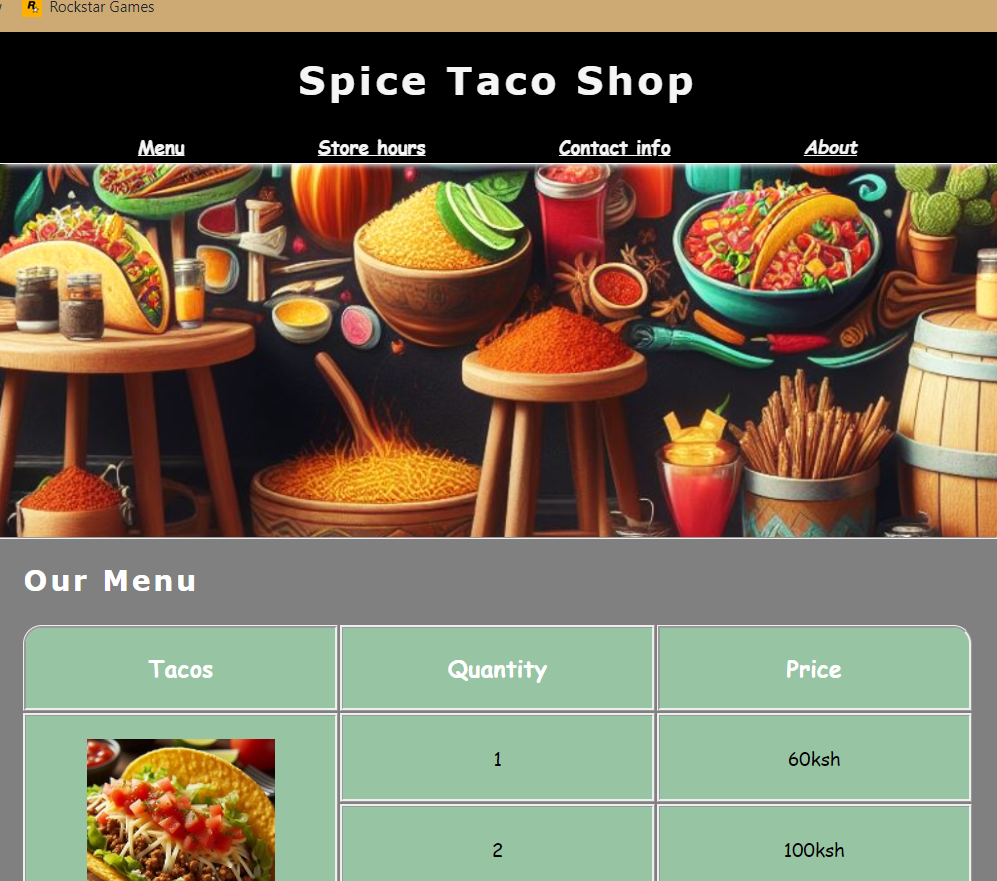 Rockstar Games
Spice Taco Shop
Menu Store hours Contact info About
Our Menu
Tacos Quantity Price
1 60ksh
2 100ksh